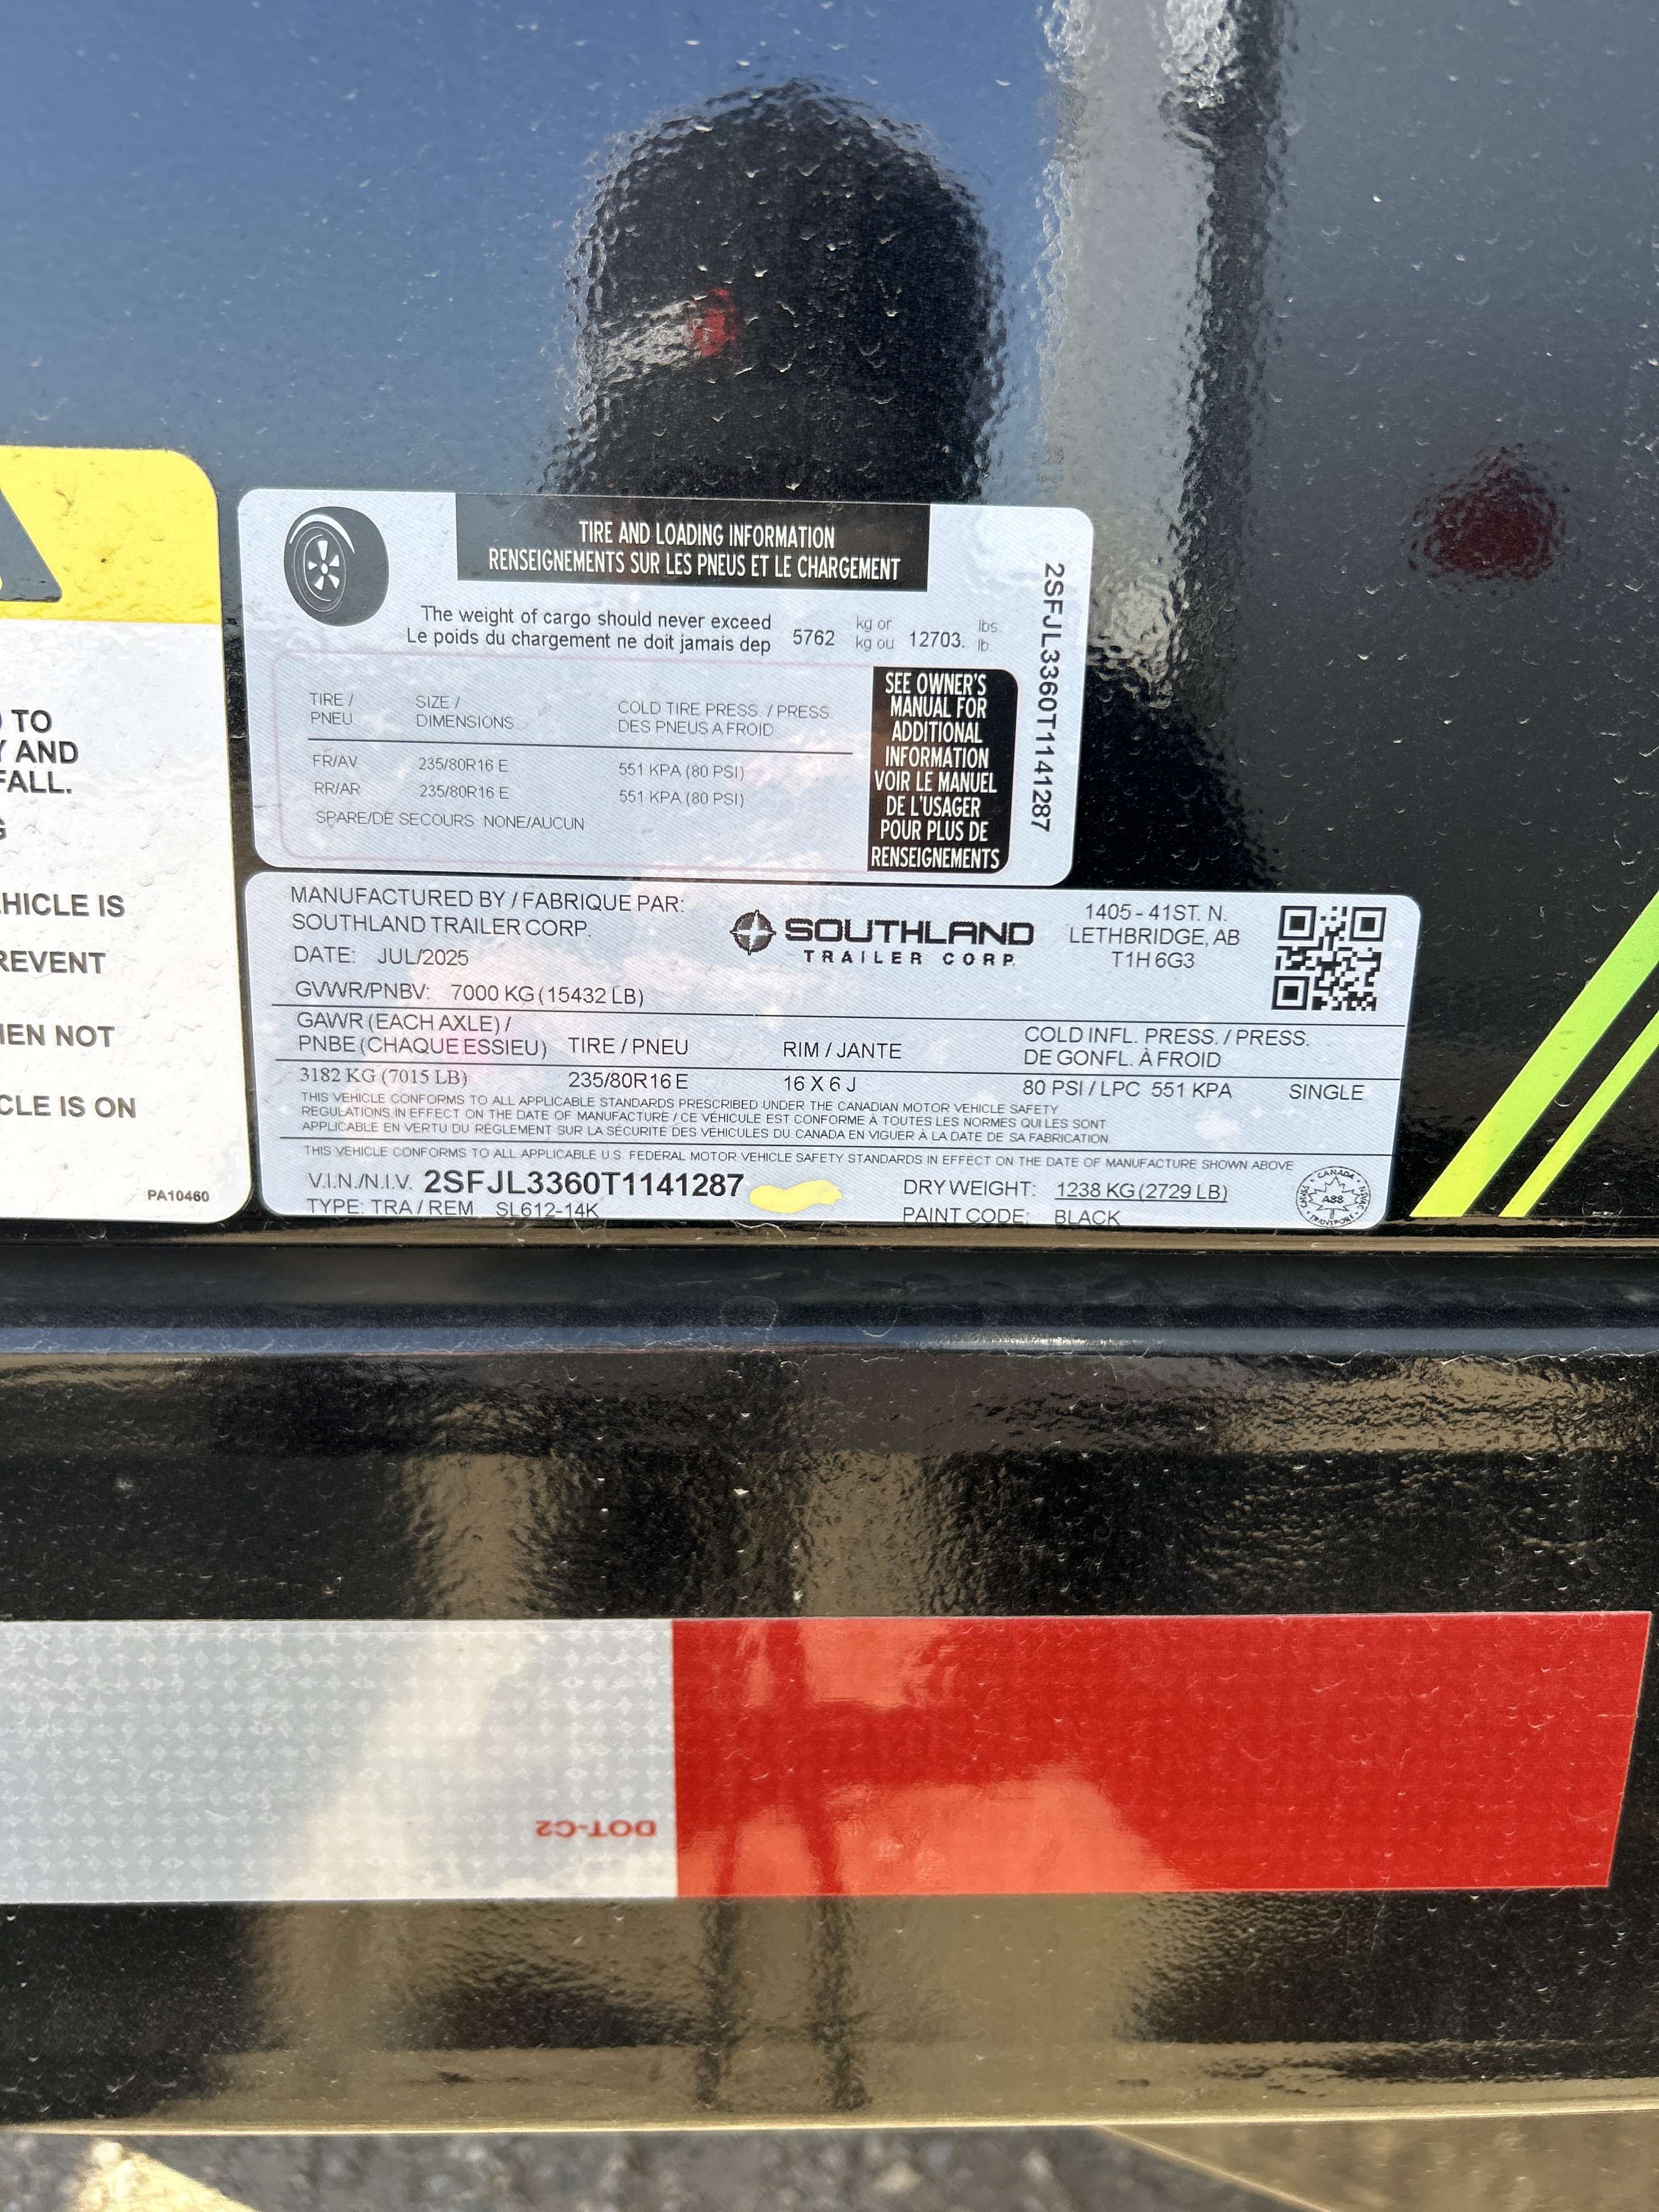 TIRE AND LOADING INFORMATION
RENSEIGNEMENTS SUR LES PNEUS ET LE CHARGEMENT
The weight of cargo should never exceed
Le poids du chargement ne doit jamais dep
5762 kg or 12703. lbs.
kg ou lb.
TIRE / SIZE / COLD TIRE PRESS. / PRESS.
PNEU DIMENSIONS DES PNEUS A FROID
FR/AV 235/80R16 E 551 KPA (80 PSI)
RR/AR 235/80R16 E 551 KPA (80 PSI)
SPARE/DE SECOURS NONE/AUCUN
SEE OWNER'S
MANUAL FOR
ADDITIONAL
INFORMATION
VOIR LE MANUEL
DE L'USAGER
POUR PLUS DE
RENSEIGNEMENTS
2SFJL3360T1141287
TO
AND
FALL.
HICLE IS
REVENT
EN NOT
CLE IS ON
PA10460
MANUFACTURED BY / FABRIQUE PAR:
SOUTHLAND TRAILER CORP.
DATE: JUL/2025
GVWR/PNBV: 7000 KG (15432 LB)
SOUTHLAND
TRAILER CORP.
1405 - 41ST. N.
LETHBRIDGE, AB
T1H 6G3
GAWR (EACH AXLE) /
PNBE (CHAQUE ESSIEU) TIRE / PNEU RIM / JANTE COLD INFL. PRESS. / PRESS.
DE GONFL. À FROID
3182 KG (7015 LB) 235/80R16 E 16 X 6 J 80 PSI / LPC 551 KPA SINGLE
THIS VEHICLE CONFORMS TO ALL APPLICABLE STANDARDS PRESCRIBED UNDER THE CANADIAN MOTOR VEHICLE SAFETY
REGULATIONS IN EFFECT ON THE DATE OF MANUFACTURE / CE VÉHICULE EST CONFORME À TOUTES LES NORMES QUI LES SONT
APPLICABLE EN VERTU DU RÉGLEMENT SUR LA SÉCURITÉ DES VÉHICULES DU CANADA EN VIGUER À LA DATE DE SA FABRICATION.
THIS VEHICLE CONFORMS TO ALL APPLICABLE U.S. FEDERAL MOTOR VEHICLE SAFETY STANDARDS IN EFFECT ON THE DATE OF MANUFACTURE SHOWN ABOVE
V.I.N./N.I.V. 2SFJL3360T1141287 DRY WEIGHT: 1238 KG (2729 LB)
TYPE: TRA / REM SL612-14K PAINT CODE: BLACK
CANADA
TRANSPORT
DOT-C2